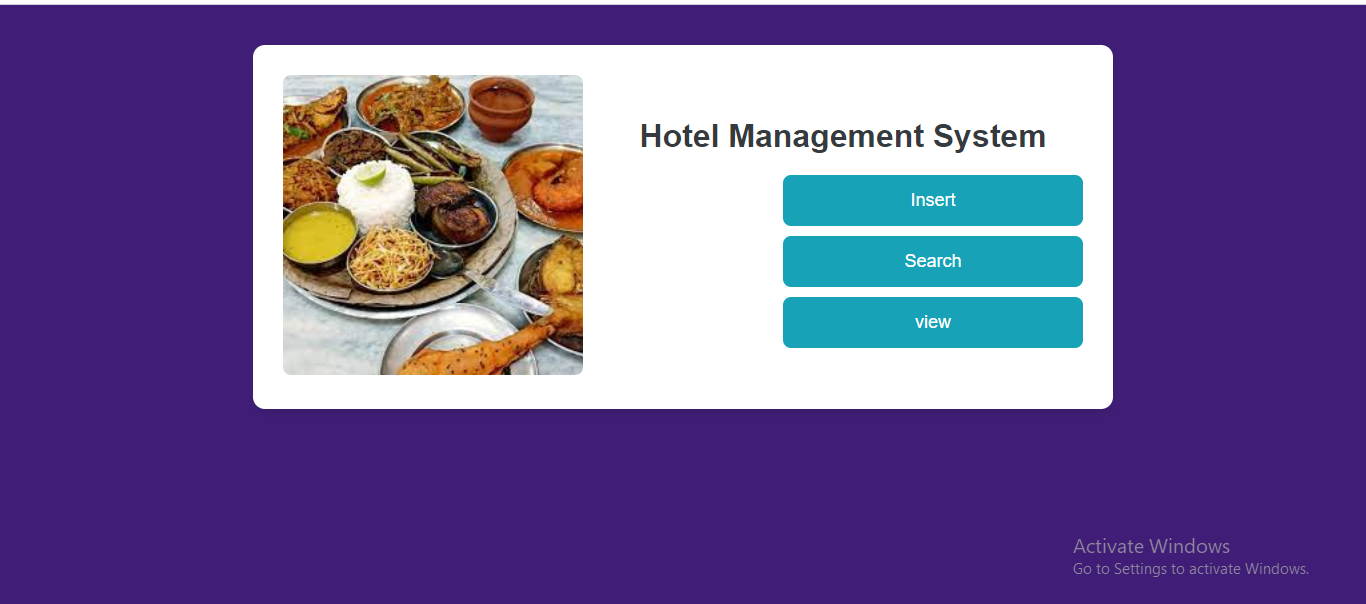 Hotel Management System
Insert
Search
view
Activate Windows
Go to Settings to activate Windows.